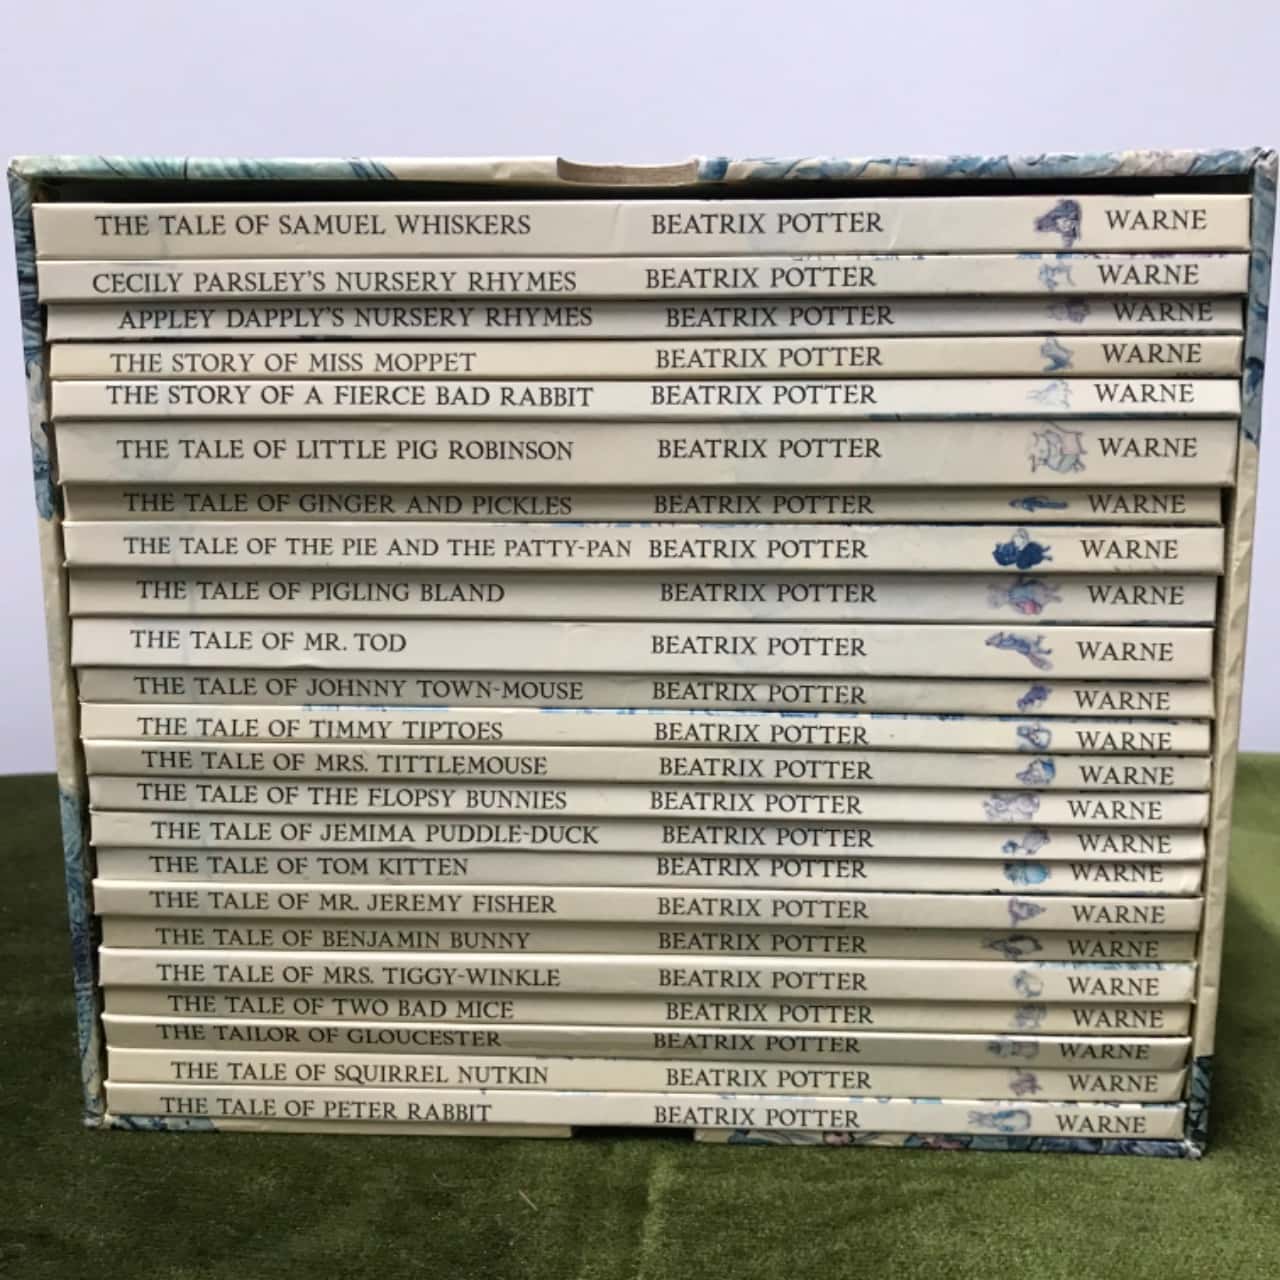 THE TALE OF SAMUEL WHISKERS BEATRIX POTTER WARNE
CECILY PARSLEY'S NURSERY RHYMES BEATRIX POTTER WARNE
APPLEY DAPPLY'S NURSERY RHYMES BEATRIX POTTER WARNE
THE STORY OF MISS MOPPET BEATRIX POTTER WARNE
THE STORY OF A FIERCE BAD RABBIT BEATRIX POTTER WARNE
THE TALE OF LITTLE PIG ROBINSON BEATRIX POTTER WARNE
THE TALE OF GINGER AND PICKLES BEATRIX POTTER WARNE
THE TALE OF THE PIE AND THE PATTY-PAN BEATRIX POTTER WARNE
THE TALE OF PIGLING BLAND BEATRIX POTTER WARNE
THE TALE OF MR. TOD BEATRIX POTTER WARNE
THE TALE OF JOHNNY TOWN-MOUSE BEATRIX POTTER WARNE
THE TALE OF TIMMY TIPTOES BEATRIX POTTER WARNE
THE TALE OF MRS. TITTLEMOUSE BEATRIX POTTER WARNE
THE TALE OF THE FLOPSY BUNNIES BEATRIX POTTER WARNE
THE TALE OF JEMIMA PUDDLE-DUCK BEATRIX POTTER WARNE
THE TALE OF TOM KITTEN BEATRIX POTTER WARNE
THE TALE OF MR. JEREMY FISHER BEATRIX POTTER WARNE
THE TALE OF BENJAMIN BUNNY BEATRIX POTTER WARNE
THE TALE OF MRS. TIGGY-WINKLE BEATRIX POTTER WARNE
THE TALE OF TWO BAD MICE BEATRIX POTTER WARNE
THE TAILOR OF GLOUCESTER BEATRIX POTTER WARNE
THE TALE OF SQUIRREL NUTKIN BEATRIX POTTER WARNE
THE TALE OF PETER RABBIT BEATRIX POTTER WARNE